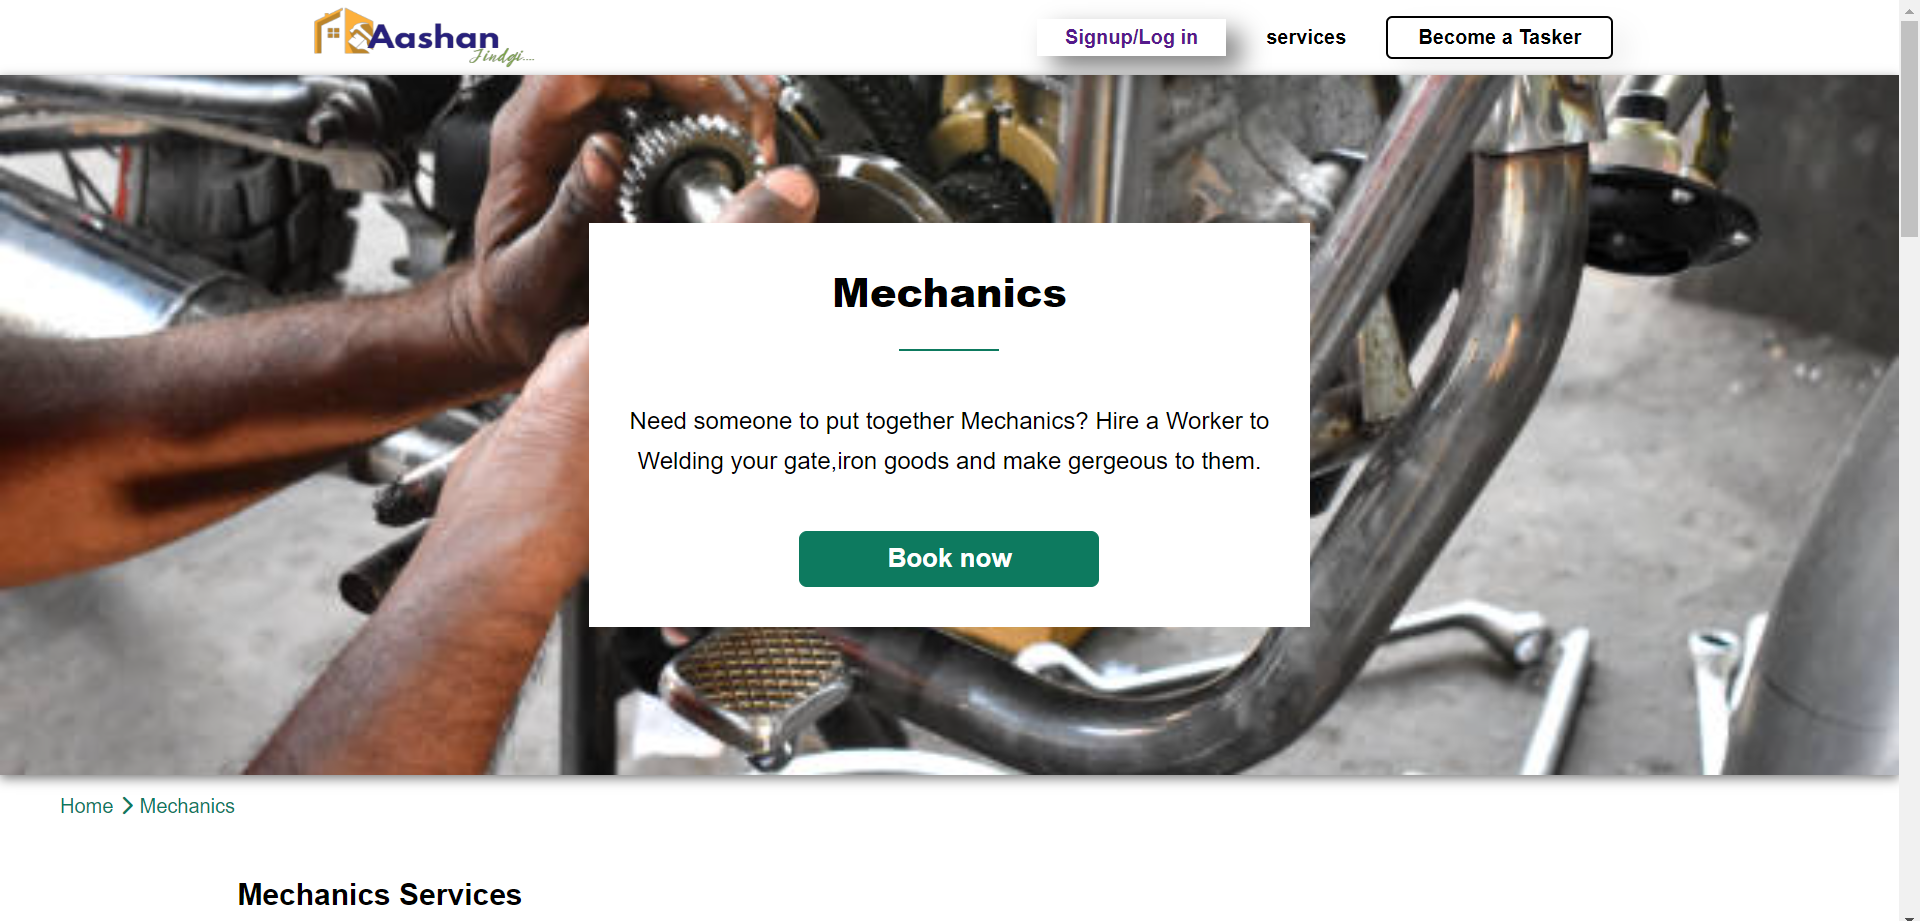 Aashan
Jindgi....
Signup/Log in
services
Become a Tasker
Mechanics
Need someone to put together Mechanics? Hire a Worker to
Welding your gate,iron goods and make gergeous to them.
Book now
Home > Mechanics
Mechanics Services